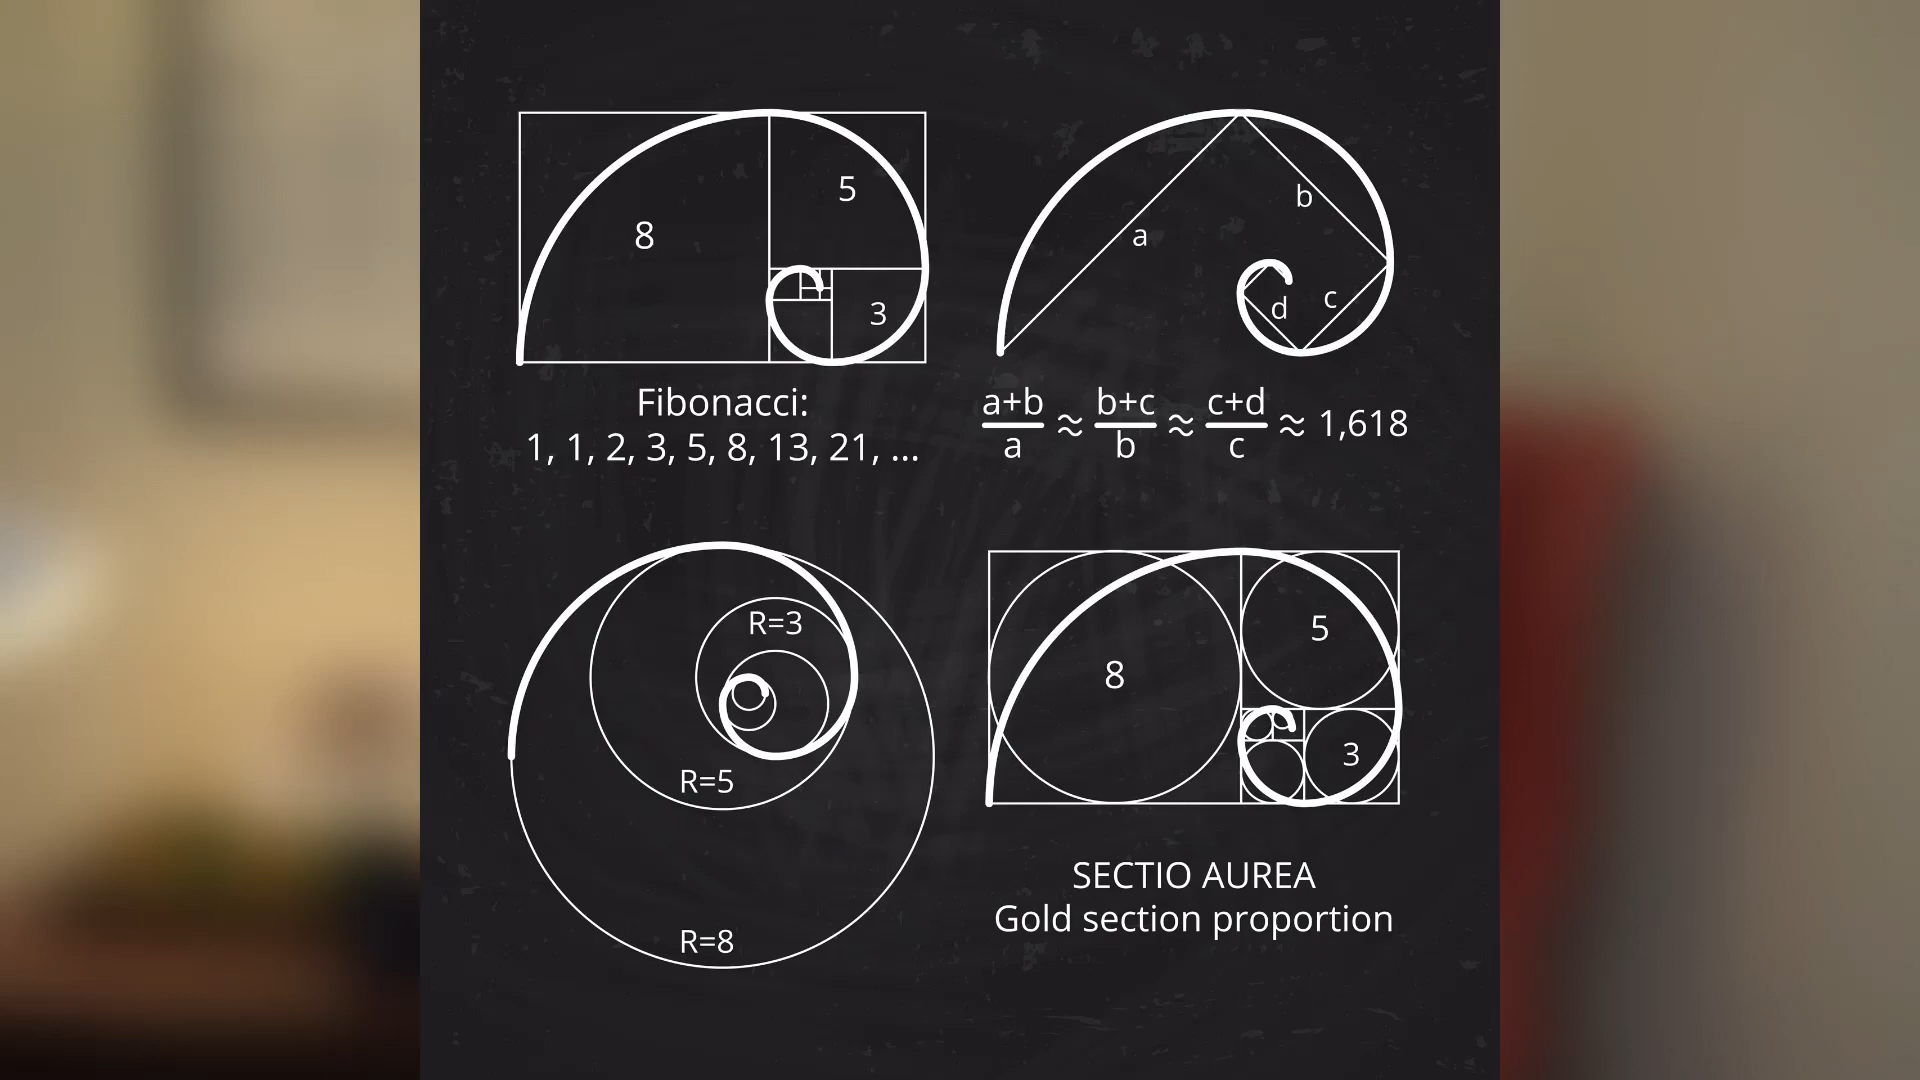 8
5
3
Fibonacci:
1, 1, 2, 3, 5, 8, 13, 21, ...
a
b
c
d
a+b/a ≈ b+c/b ≈ c+d/c ≈ 1,618
R=3
R=5
R=8
8
5
3
SECTIO AUREA
Gold section proportion